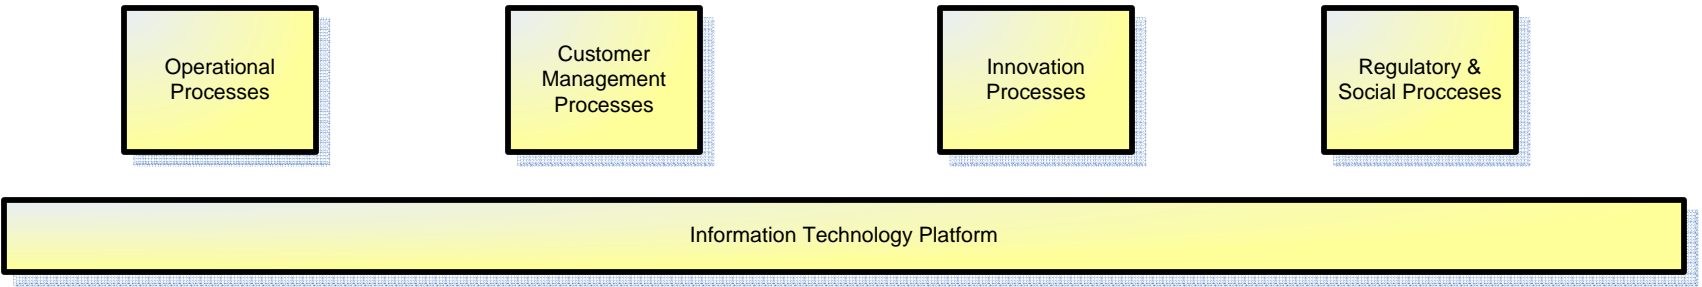 Operational
Processes
Customer
Management
Processes
Innovation
Processes
Regulatory &
Social Procceses
Information Technology Platform